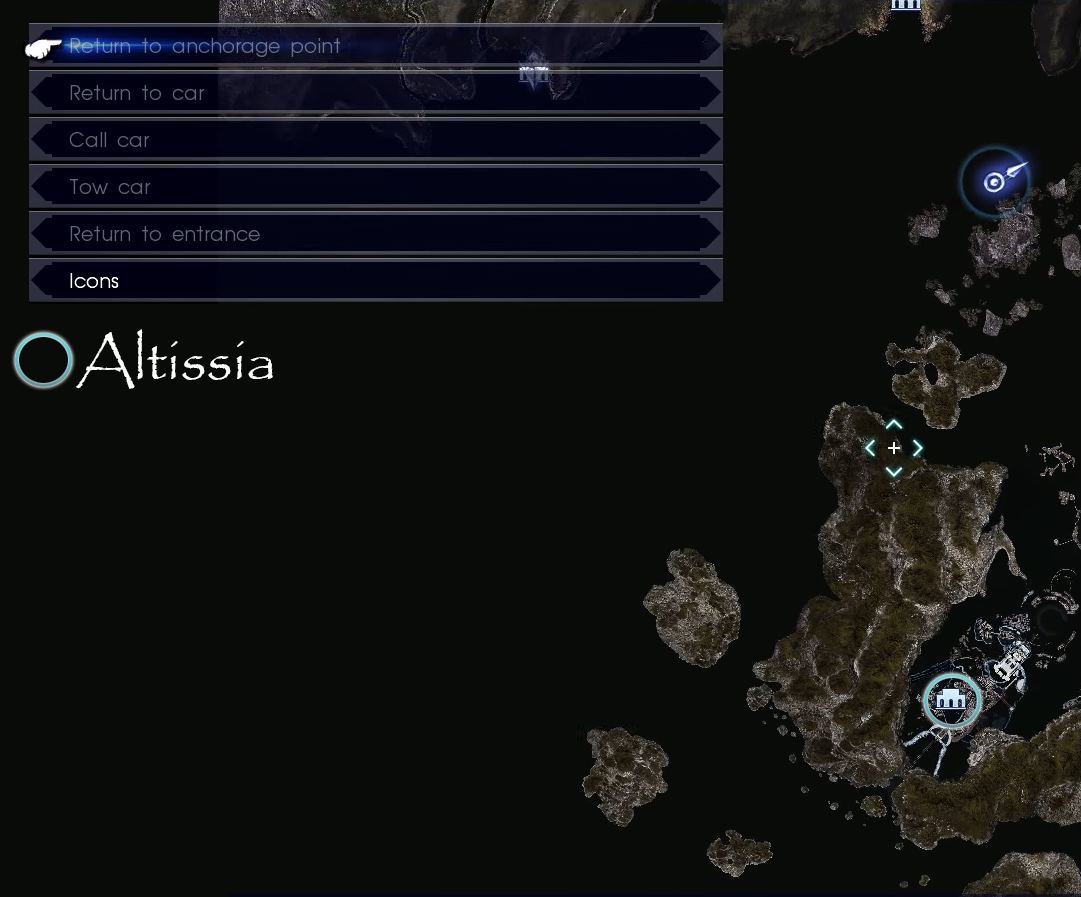 Return to anchorage point
Return to car
Call car
Tow car
Return to entrance
Icons
Altissia